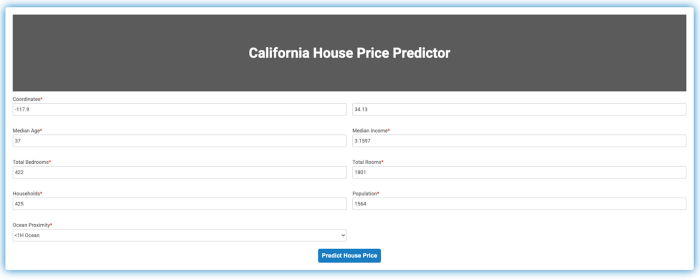 California House Price Predictor
Coordinates*
-117.9 34.13
Median Age* Median Income*
37 3.1597
Total Bedrooms* Total Rooms*
422 1801
Households* Population*
425 1564
Ocean Proximity*
<1H Ocean
Predict House Price